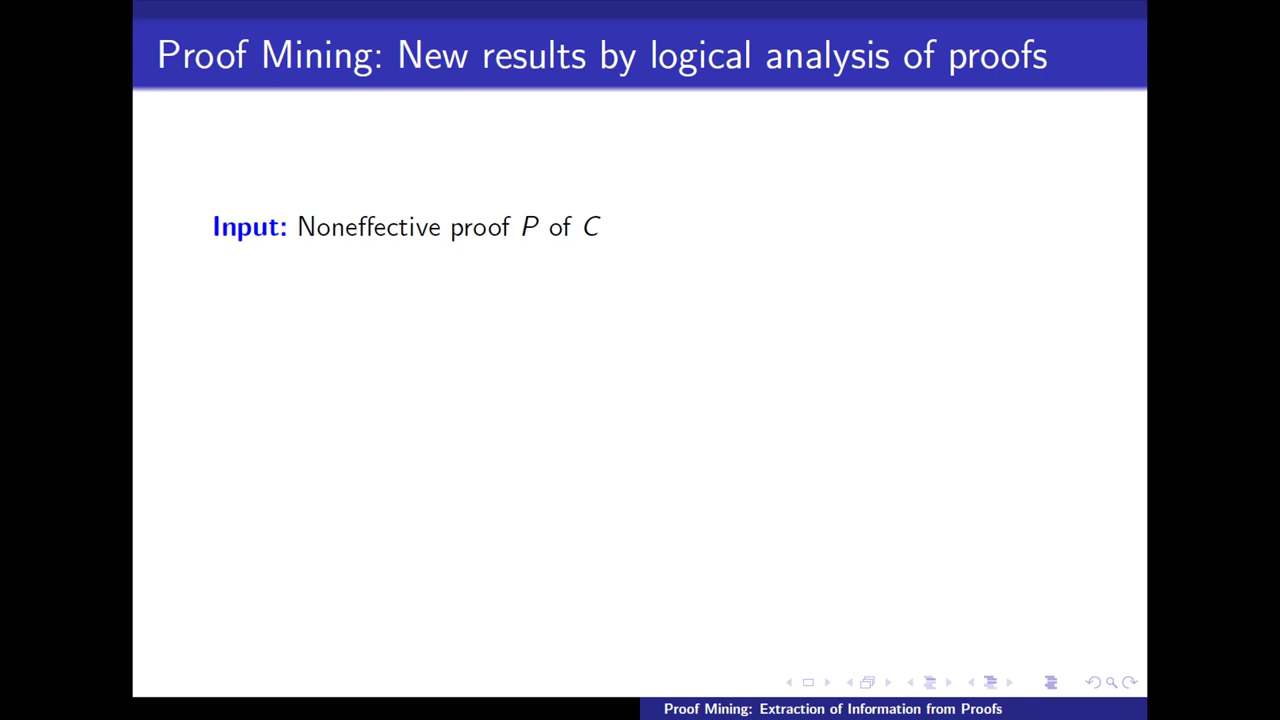 Proof Mining: New results by logical analysis of proofs
Input: Noneffective proof P of C
Proof Mining: Extraction of Information from Proofs